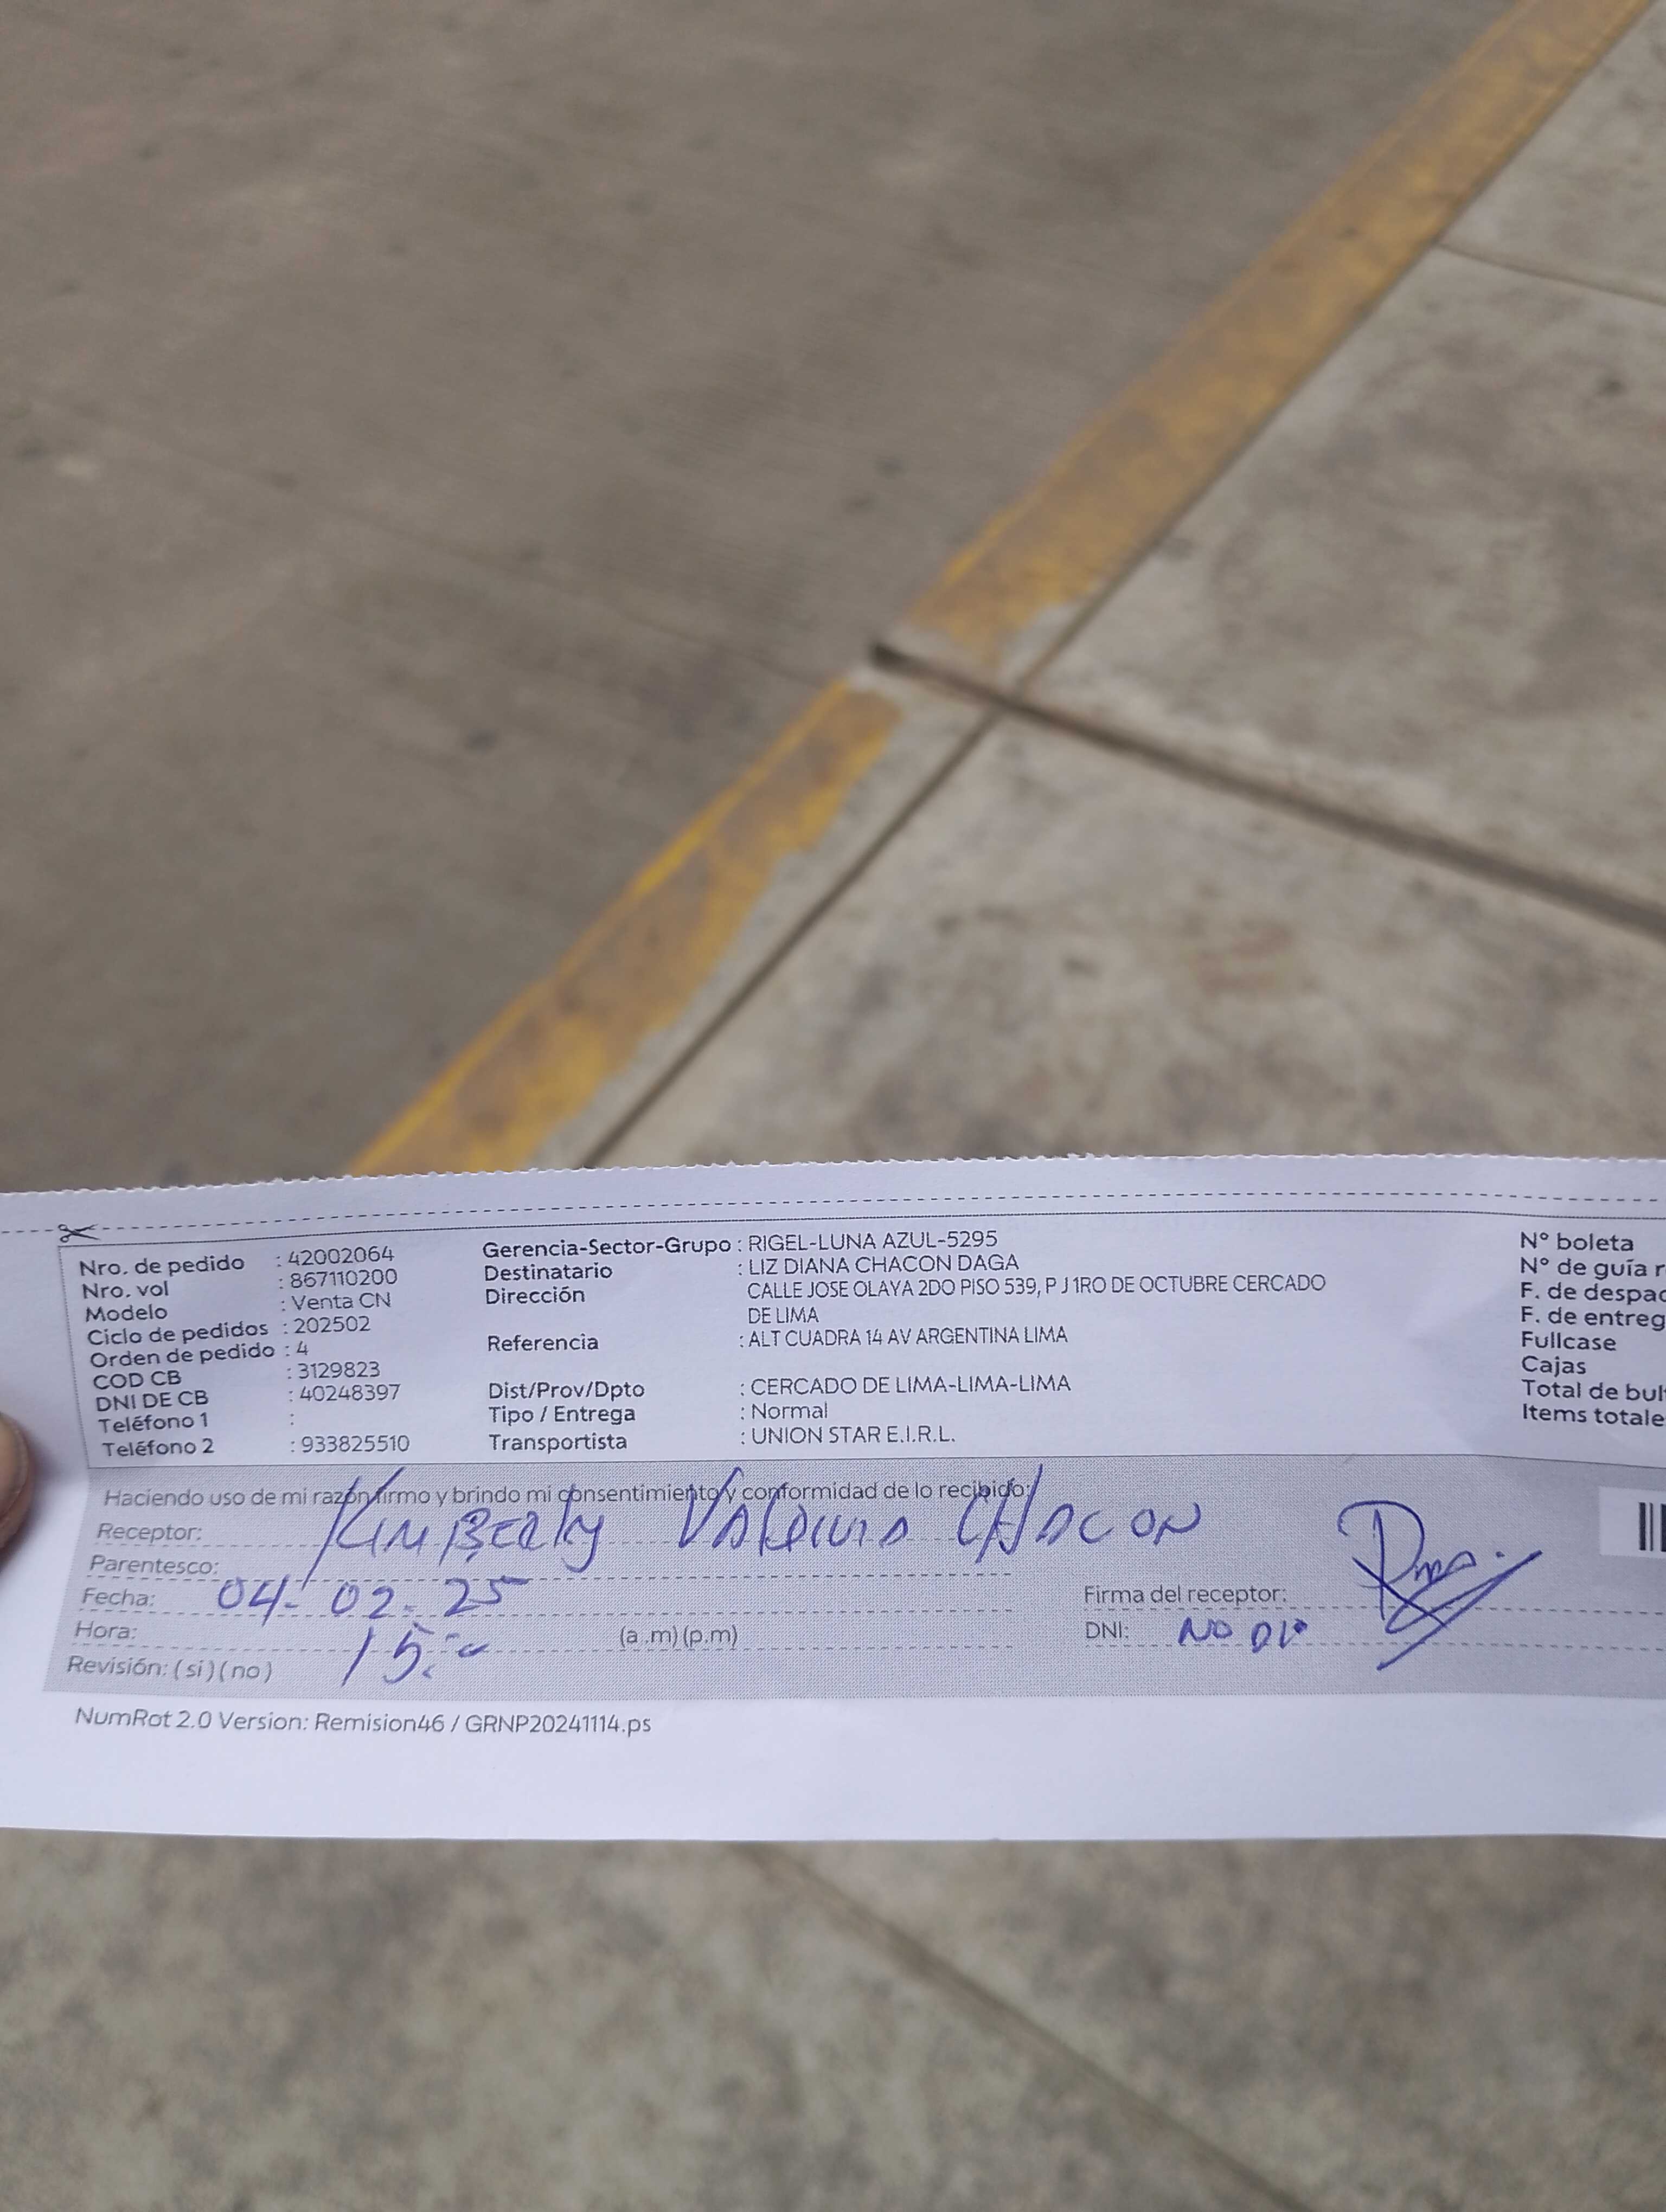 Nro. de pedido : 42002064
Nro. vol : 867110200
Modelo : Venta CN
Ciclo de pedidos : 202502
Orden de pedido : 4
COD CB : 3129823
DNI DE CB : 40248397
Teléfono 1 :
Teléfono 2 : 933825510
Gerencia-Sector-Grupo : RIGEL-LUNA AZUL-5295
Destinatario : LIZ DIANA CHACON DAGA
Dirección : CALLE JOSE OLAYA 2DO PISO 539, P J 1RO DE OCTUBRE CERCADO
DE LIMA
Referencia : ALT CUADRA 14 AV ARGENTINA LIMA
Dist/Prov/Dpto : CERCADO DE LIMA-LIMA-LIMA
Tipo / Entrega : Normal
Transportista : UNION STAR E.I.R.L.
N° boleta
N° de guía r
F. de despac
F. de entreg
Fullcase
Cajas
Total de bul
Items totale
Haciendo uso de mi razón firmo y brindo mi consentimiento y conformidad de lo recibido:
Receptor: Kimberly CHACON
Parentesco:
Fecha: 04-02-25
Hora: 15: (a.m) (p.m)
Revisión: (si) (no)
Firma del receptor:
DNI: NO DIO
NumRot 2.0 Version: Remision46 / GRNP20241114.ps